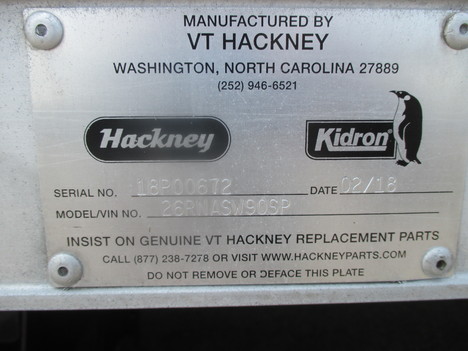 MANUFACTURED BY
VT HACKNEY
WASHINGTON, NORTH CAROLINA 27889
(252) 946-6521
Hackney Kidron
SERIAL NO. 18P00672 DATE 02/18
MODEL/VIN NO. 26RNASW90SP
INSIST ON GENUINE VT HACKNEY REPLACEMENT PARTS
CALL (877) 238-7278 OR VISIT WWW.HACKNEYPARTS.COM
DO NOT REMOVE OR DEFACE THIS PLATE